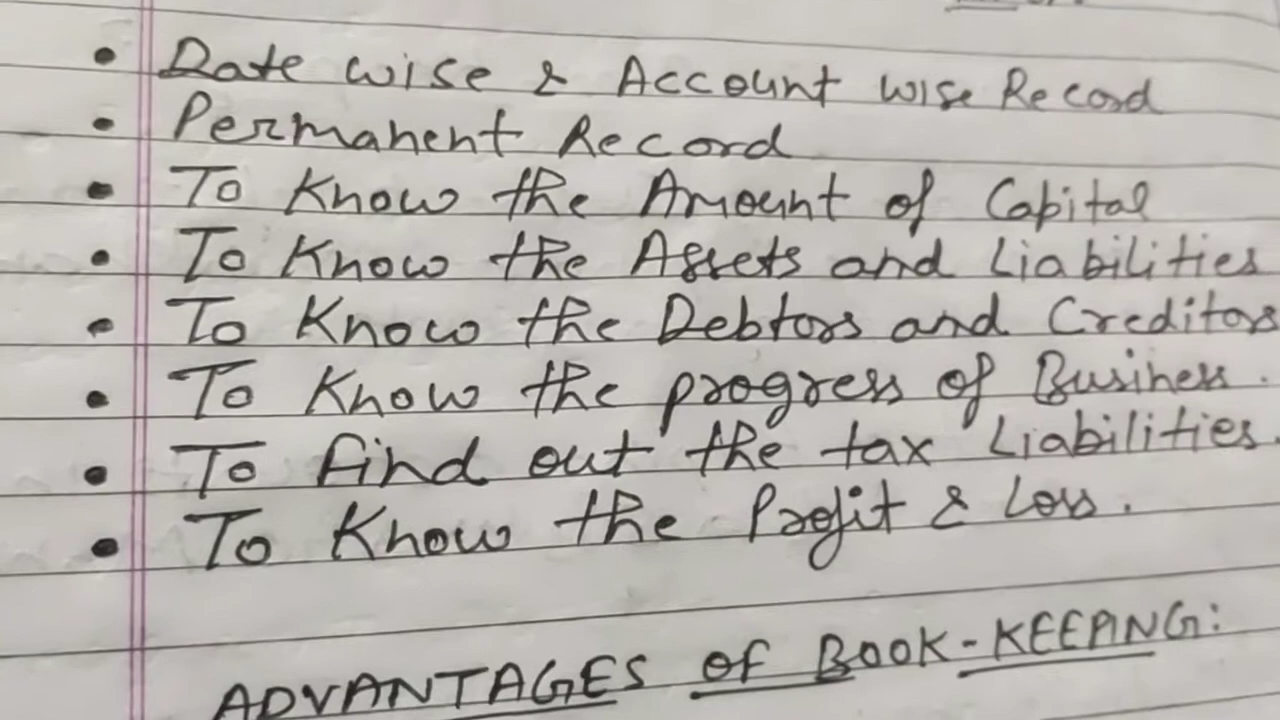 • Date wise & Account wise Record
• Permanent Record
• To Know the Amount of Capital
• To Know the Assets and Liabilities
• To Know the Debtors and Creditors
• To Know the progress of Business.
• To find out the tax Liabilities.
• To Know the Profit & Loss.
ADVANTAGES of BOOK-KEEPING: